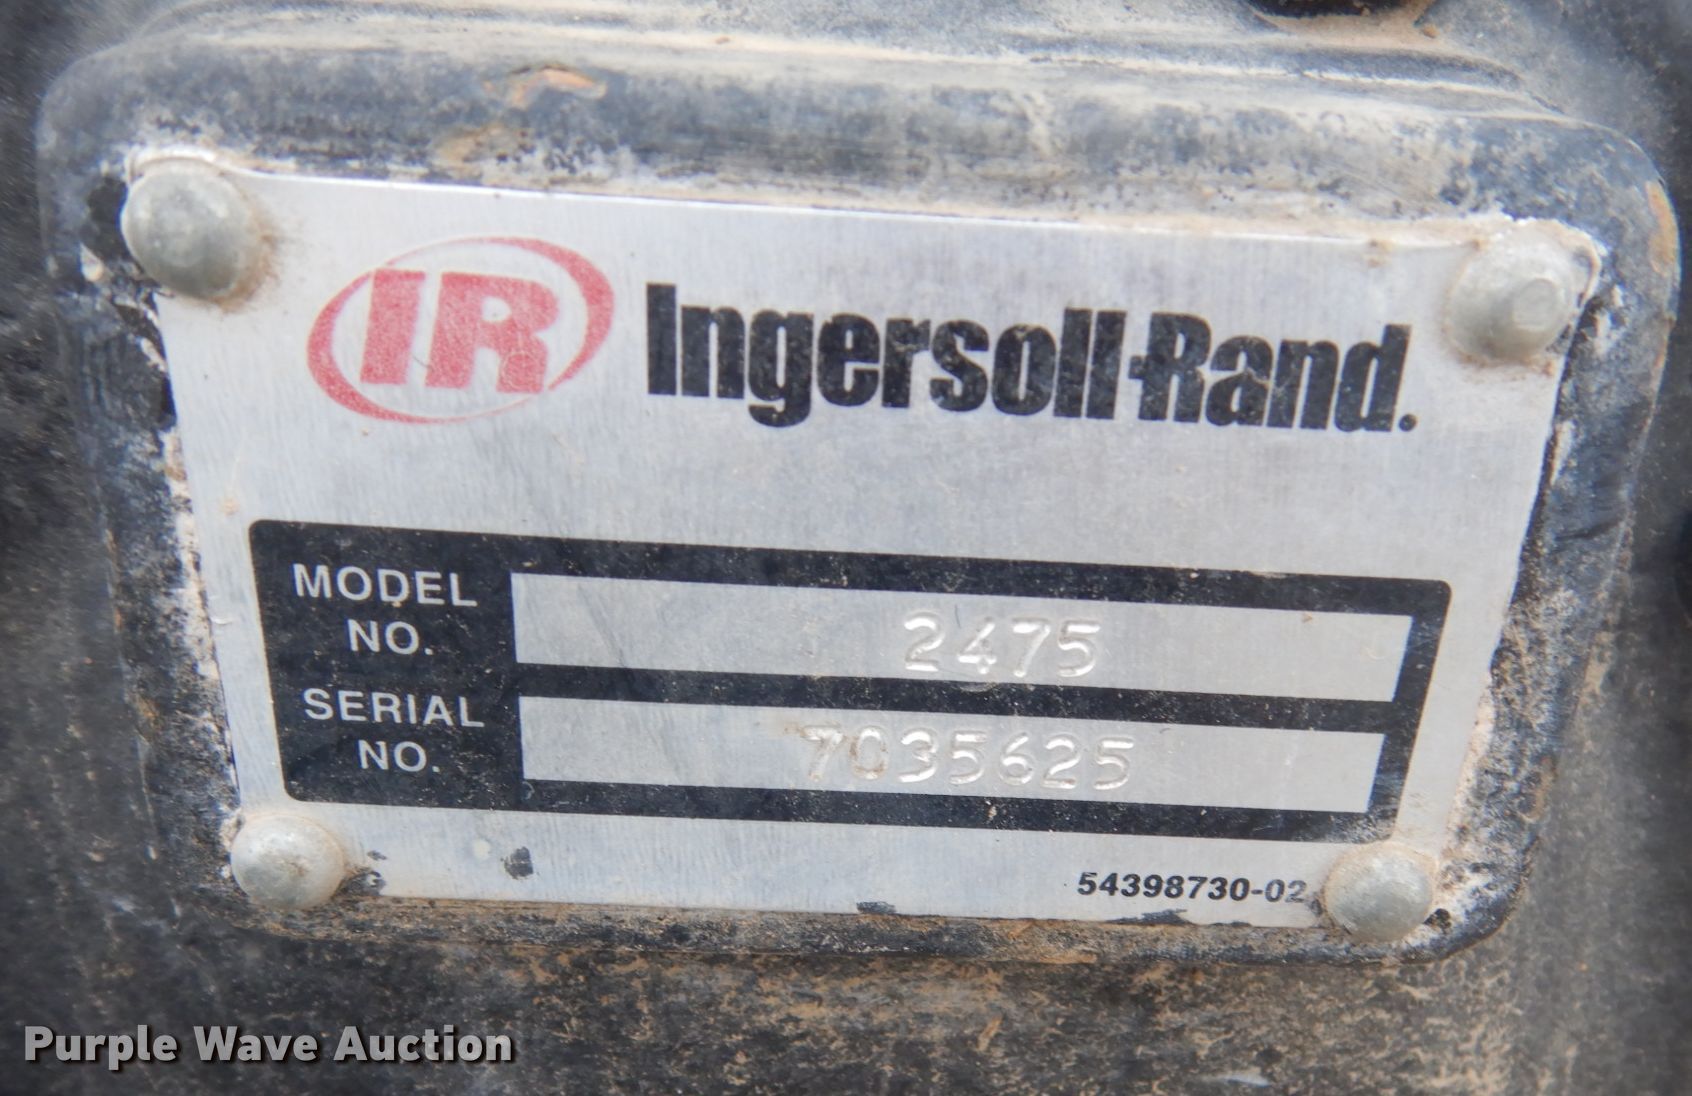 IR Ingersoll-Rand.
MODEL NO. 2475
SERIAL NO. 7035625
G
54398730-02
Purple Wave Auction